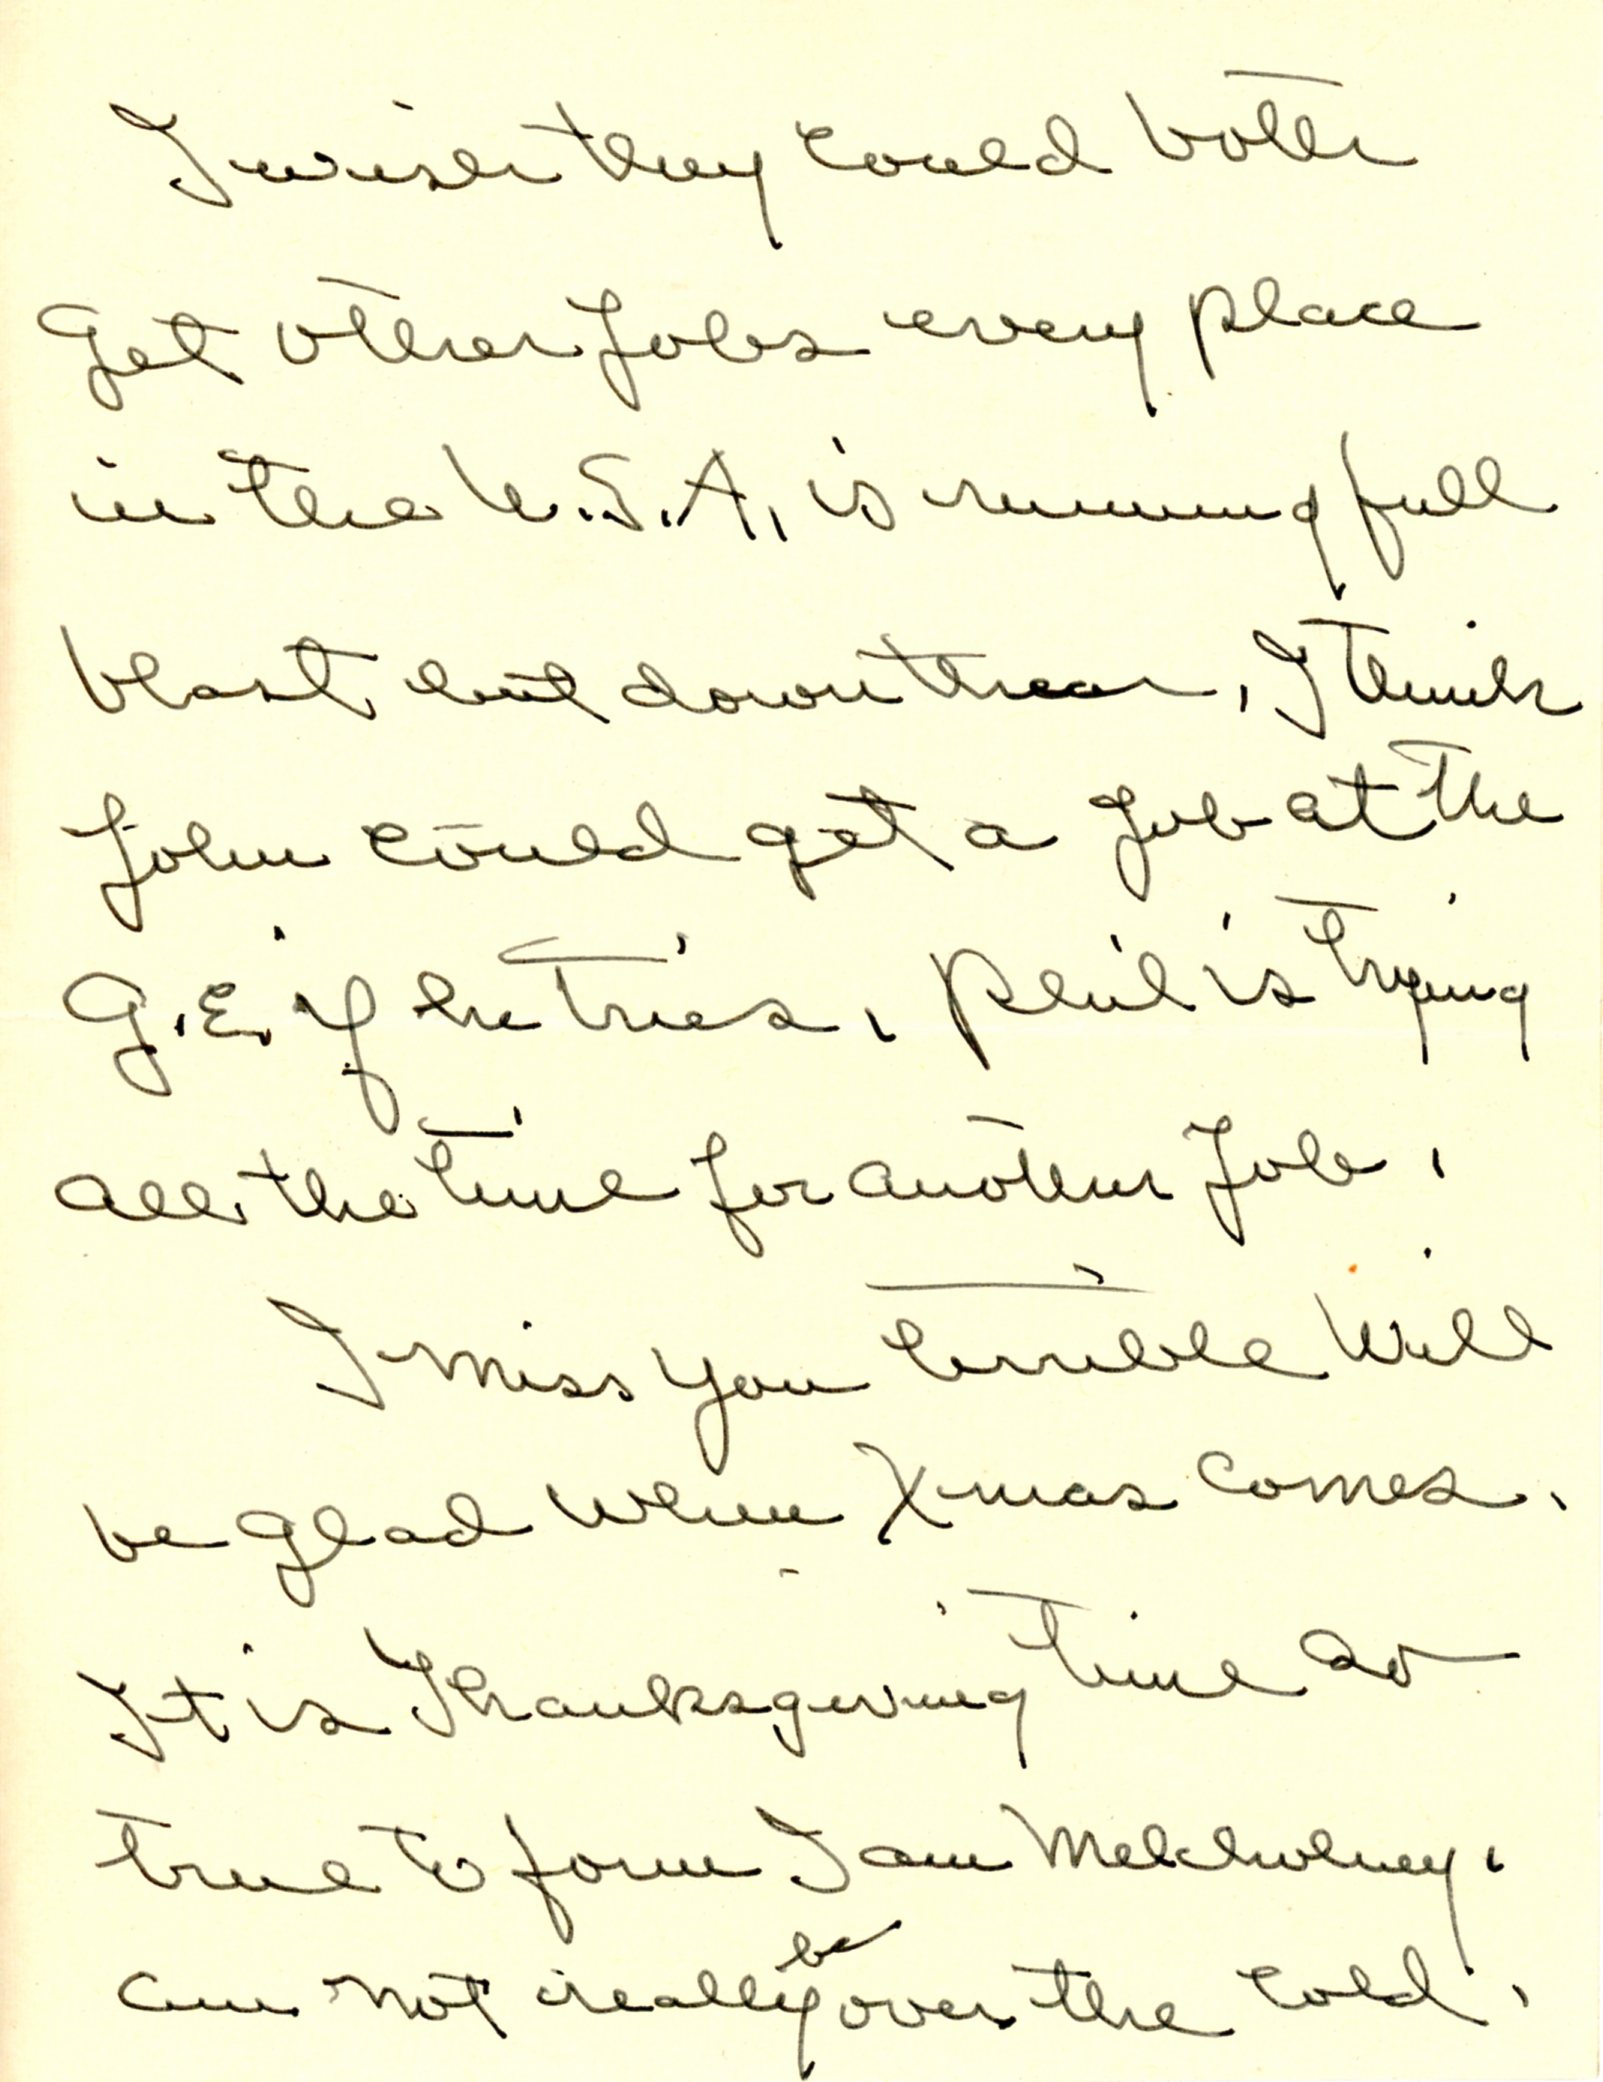 I wish they could both
get other Jobs every place
in the U.S.A. is running full
blast but down there. I think
John could get a Job at the
G.E. if he tries. Phil is trying
all the time for another Job.
I miss you terrible Will
be glad when X-mas comes.
It is Thanksgiving time so
true to form I am Melcholney.
am not really be over the cold.